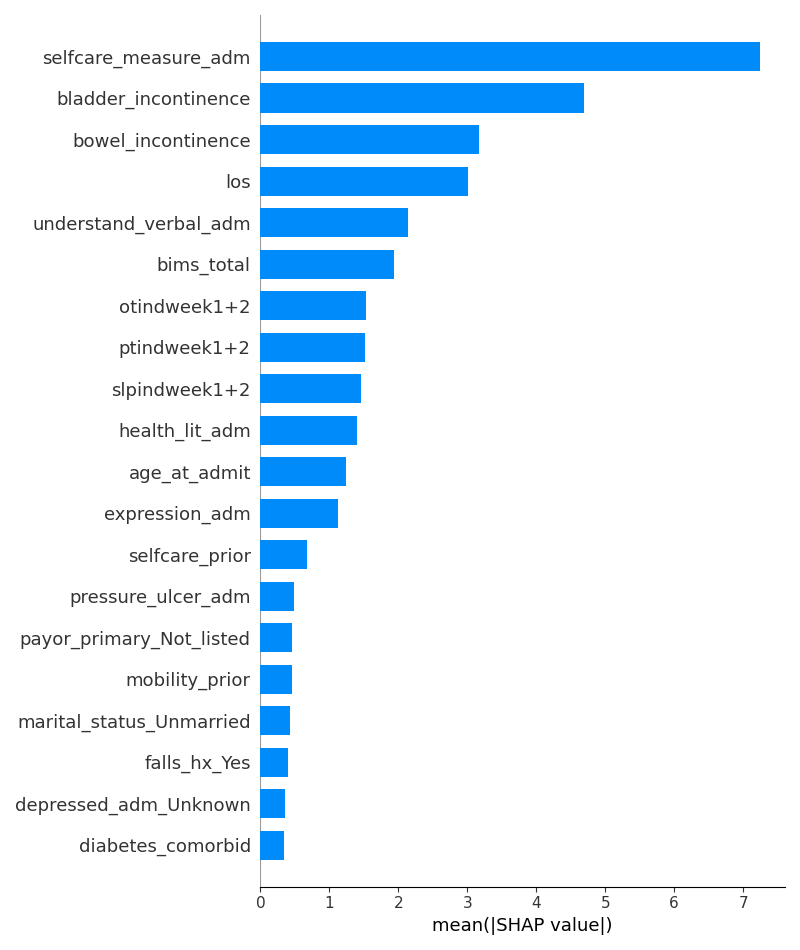 selfcare_measure_adm
bladder_incontinence
bowel_incontinence
los
understand_verbal_adm
bims_total
otindweek1+2
ptindweek1+2
slpindweek1+2
health_lit_adm
age_at_admit
expression_adm
selfcare_prior
pressure_ulcer_adm
payor_primary_Not_listed
mobility_prior
marital_status_Unmarried
falls_hx_Yes
depressed_adm_Unknown
diabetes_comorbid
0 1 2 3 4 5 6 7
mean(|SHAP value|)